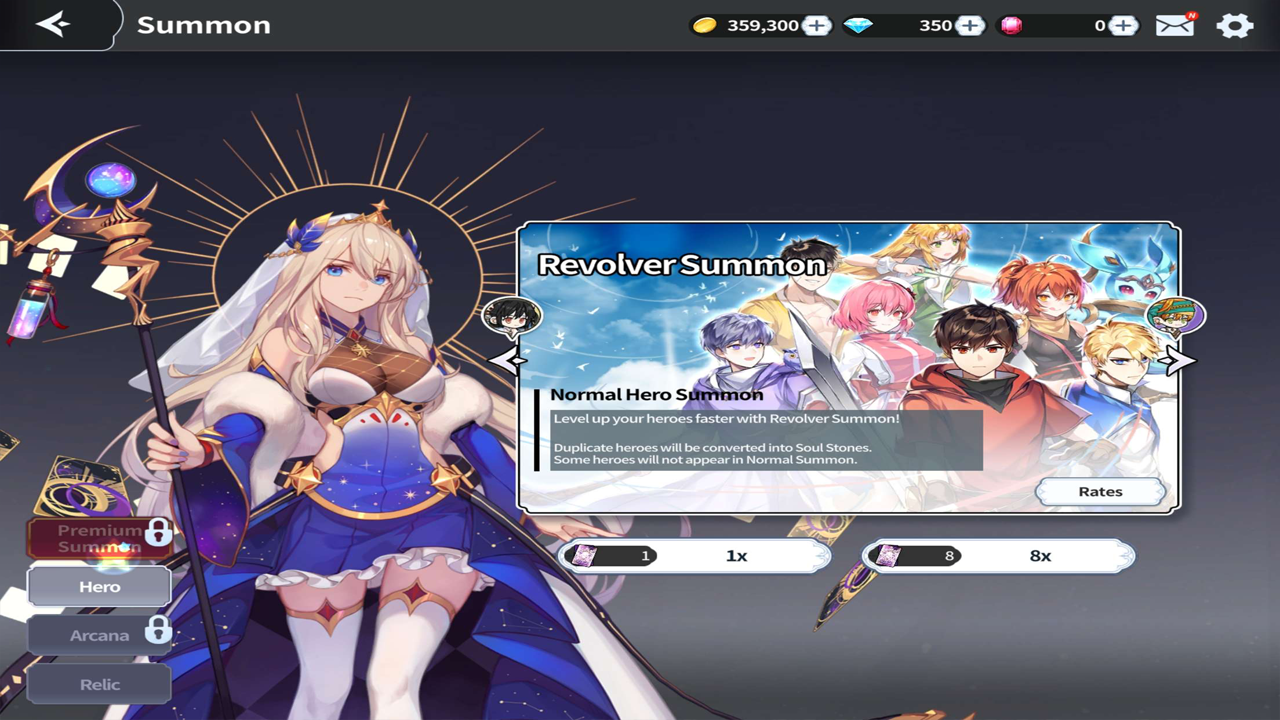 Summon
359,300
350
0
N
Revolver Summon
Normal Hero Summon
Level up your heroes faster with Revolver Summon!
Duplicate heroes will be converted into Soul Stones.
Some heroes will not appear in Normal Summon.
Rates
1
1x
8
8x
Premium
Summon
Hero
Arcana
Relic